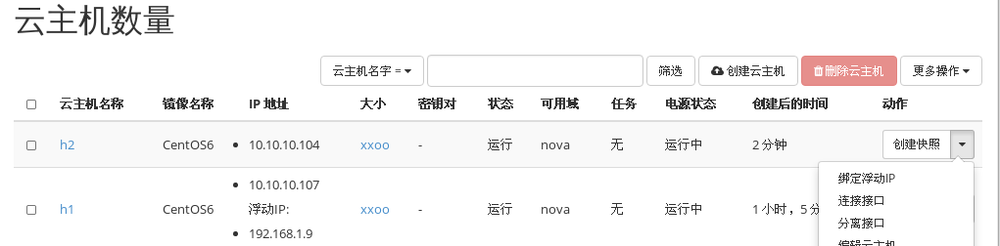 云主机数量
云主机名字 = 筛选 创建云主机 删除云主机 更多操作
云主机名称 镜像名称 IP 地址 大小 密钥对 状态 可用域 任务 电源状态 创建后的时间 动作
h2 CentOS6 10.10.10.104 xxoo - 运行 nova 无 运行中 2 分钟 创建快照
绑定浮动IP
连接接口
分离接口
编辑云主机
10.10.10.107
h1 CentOS6 浮动IP: xxoo - 运行 nova 无 运行中 1 小时，5 分
192.168.1.9